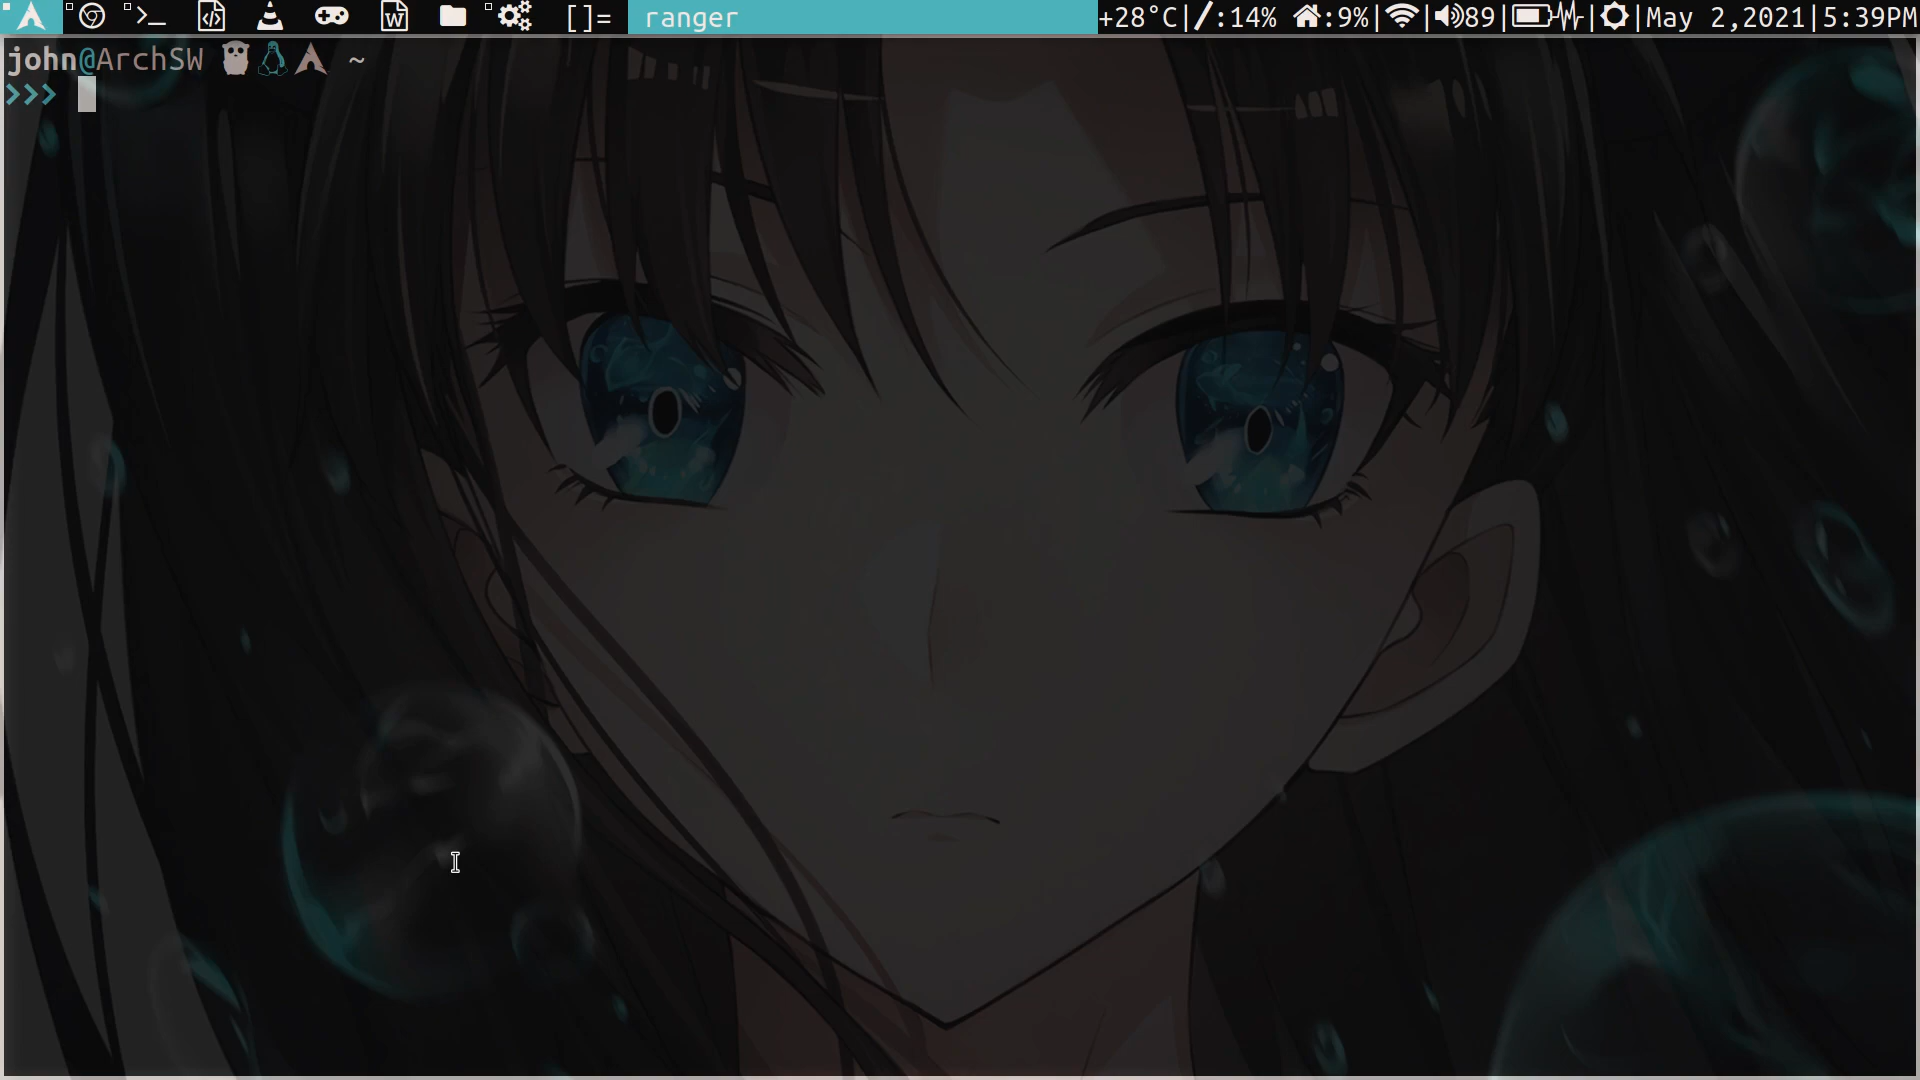 []= ranger +28°C|/:14% :9%| |89| | |May 2,2021|5:39PM
john@ArchSW ~
>>>